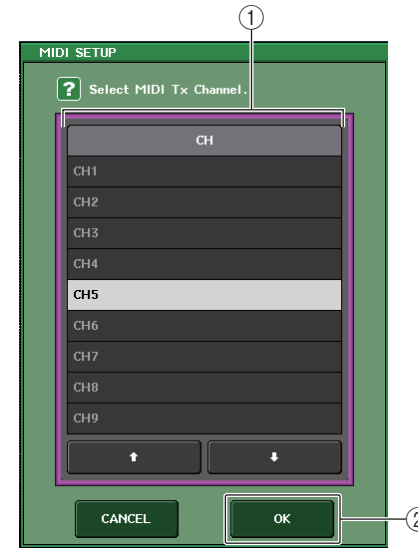 ①
MIDI SETUP
? Select MIDI Tx Channel.
CH
CH1
CH2
CH3
CH4
CH5
CH6
CH7
CH8
CH9
CANCEL OK ②